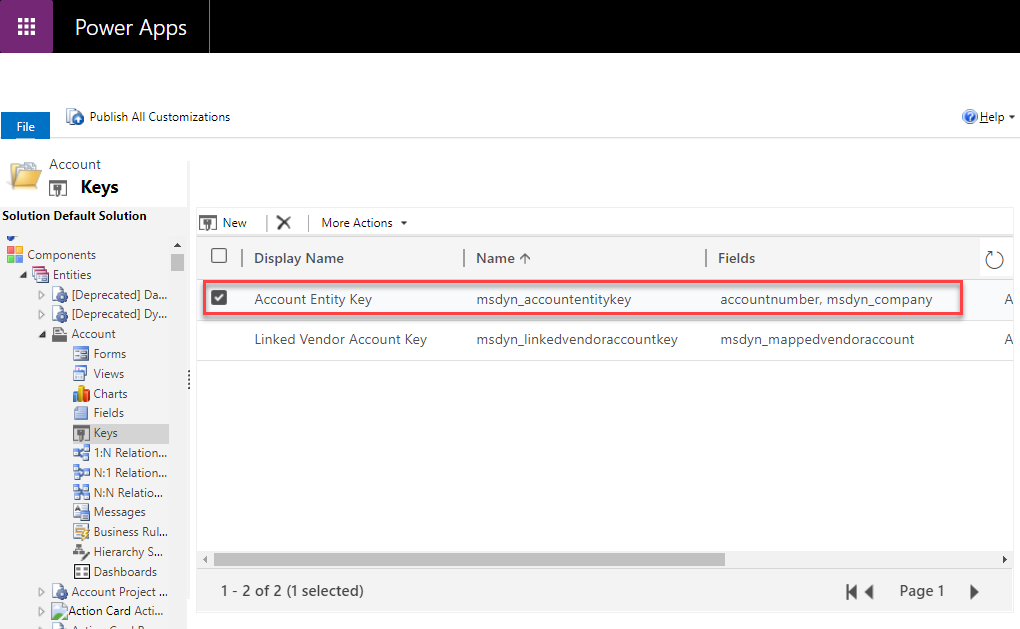 Power Apps
File
Publish All Customizations
Help
Account
Keys
Solution Default Solution
Components
Entities
[Deprecated] Da...
[Deprecated] Dy...
Account
Forms
Views
Charts
Fields
Keys
1:N Relation...
N:1 Relation...
N:N Relatio...
Messages
Business Rul...
Hierarchy S...
Dashboards
Account Project ...
Action Card Acti...
New
More Actions
Display Name Name Fields
Account Entity Key msdyn_accountentitykey accountnumber, msdyn_company A
Linked Vendor Account Key msdyn_linkedvendoraccountkey msdyn_mappedvendoraccount A
1 - 2 of 2 (1 selected)
Page 1